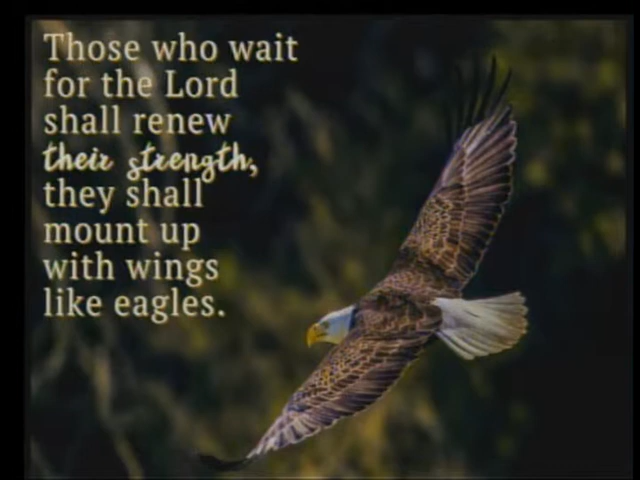 Those who wait
for the Lord
shall renew
their strength,
they shall
mount up
with wings
like eagles.